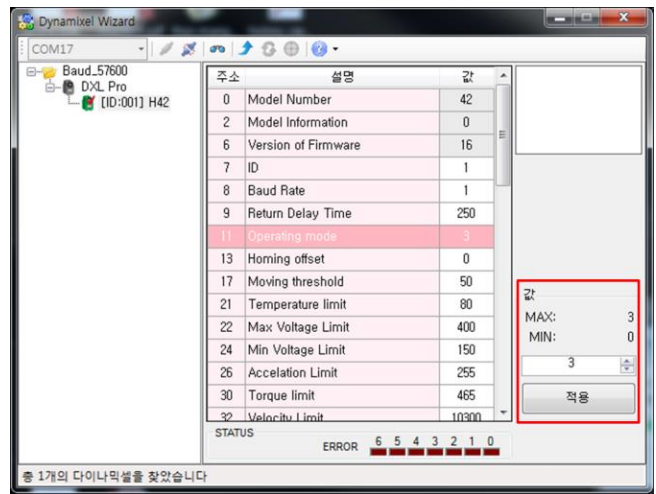 Dynamixel Wizard
COM17
Baud_57600
DXL Pro
[ID:001] H42
주소 설명 값
0 Model Number 42
2 Model Information 0
6 Version of Firmware 16
7 ID 1
8 Baud Rate 1
9 Return Delay Time 250
11 Operating mode 3
13 Homing offset 0
17 Moving threshold 50
21 Temperature limit 80
22 Max Voltage Limit 400
24 Min Voltage Limit 150
26 Accelation Limit 255
30 Torque limit 465
32 Velocity Limit 10300
값
MAX: 3
MIN: 0
3
적용
STATUS
ERROR 6 5 4 3 2 1 0
총 1개의 다이나믹셀을 찾았습니다